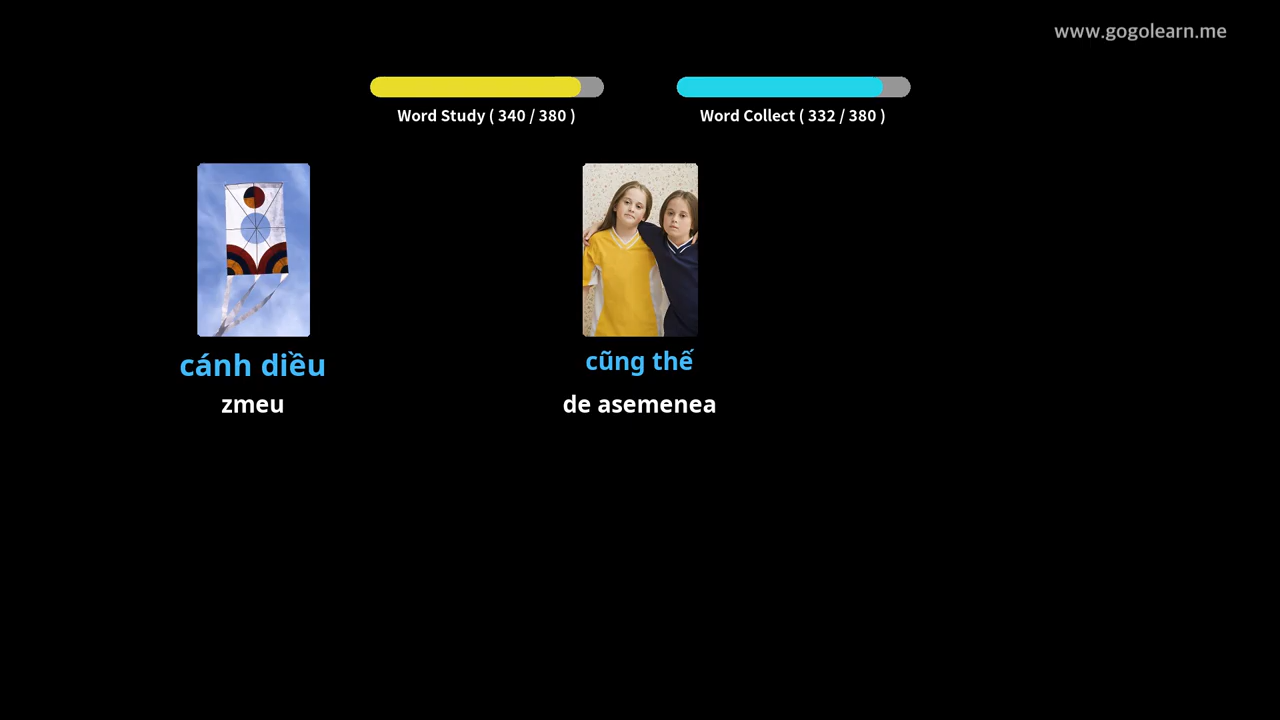 www.gogolearn.me
Word Study ( 340 / 380 )
Word Collect ( 332 / 380 )
cánh diều
zmeu
cũng thế
de asemenea